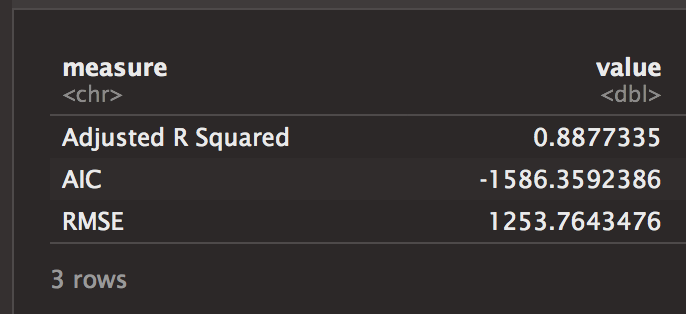 measure value
<chr> <dbl>
Adjusted R Squared 0.8877335
AIC -1586.3592386
RMSE 1253.7643476
3 rows